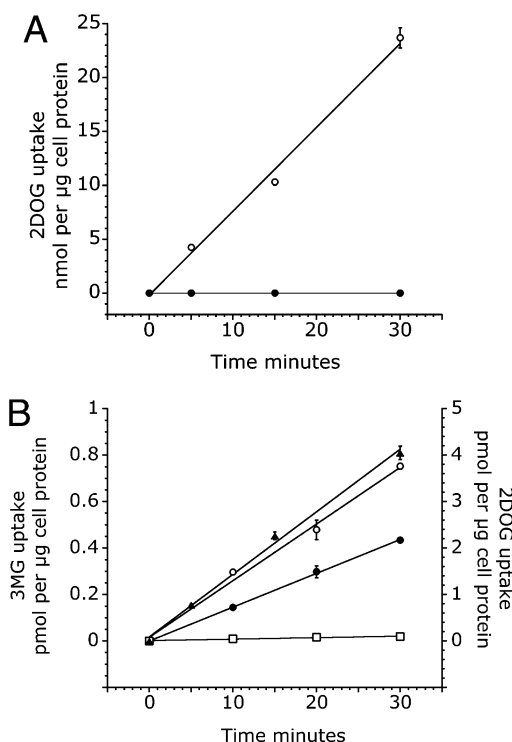 A
2DOG uptake
nmol per µg cell protein
25
20
15
10
5
0
0 10 20 30
Time minutes
B
3MG uptake
pmol per µg cell protein
1
0.8
0.6
0.4
0.2
0
5
4
3
2
1
0
2DOG uptake
pmol per µg cell protein
0 10 20 30
Time minutes